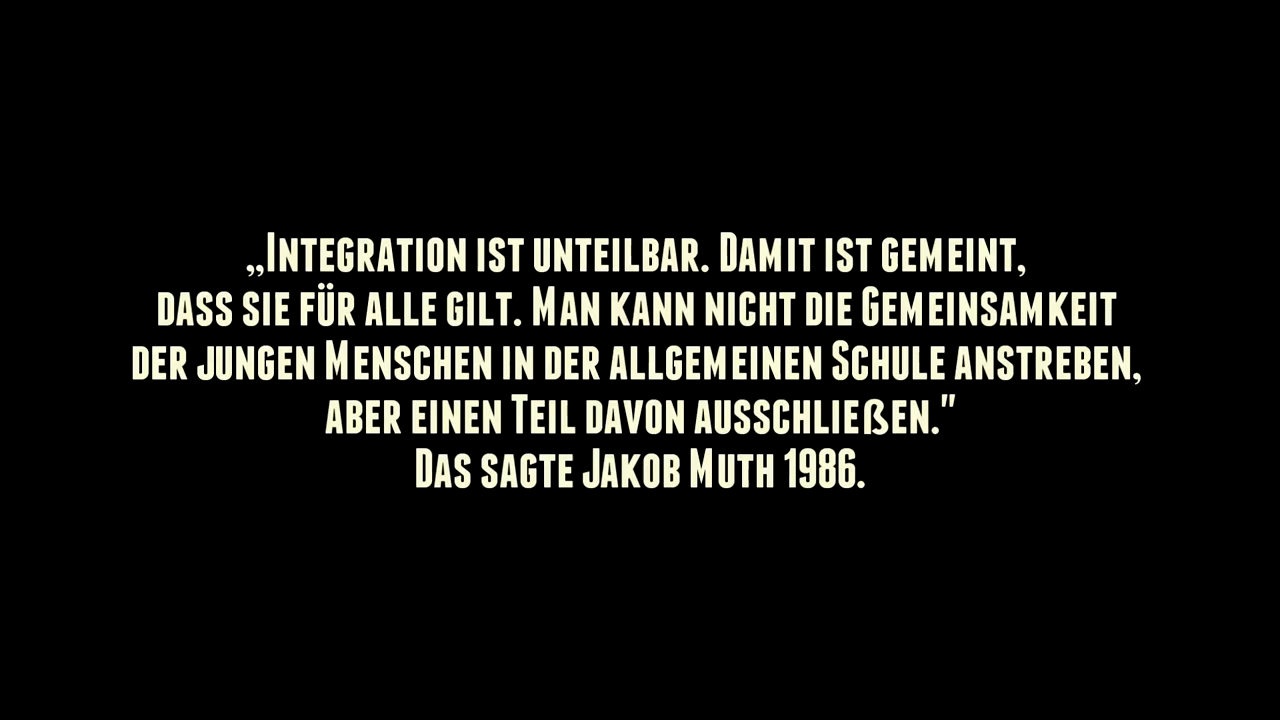 „Integration ist unteilbar. Damit ist gemeint,
dass sie für alle gilt. Man kann nicht die Gemeinsamkeit
der jungen Menschen in der allgemeinen Schule anstreben,
aber einen Teil davon ausschließen."
Das sagte Jakob Muth 1986.